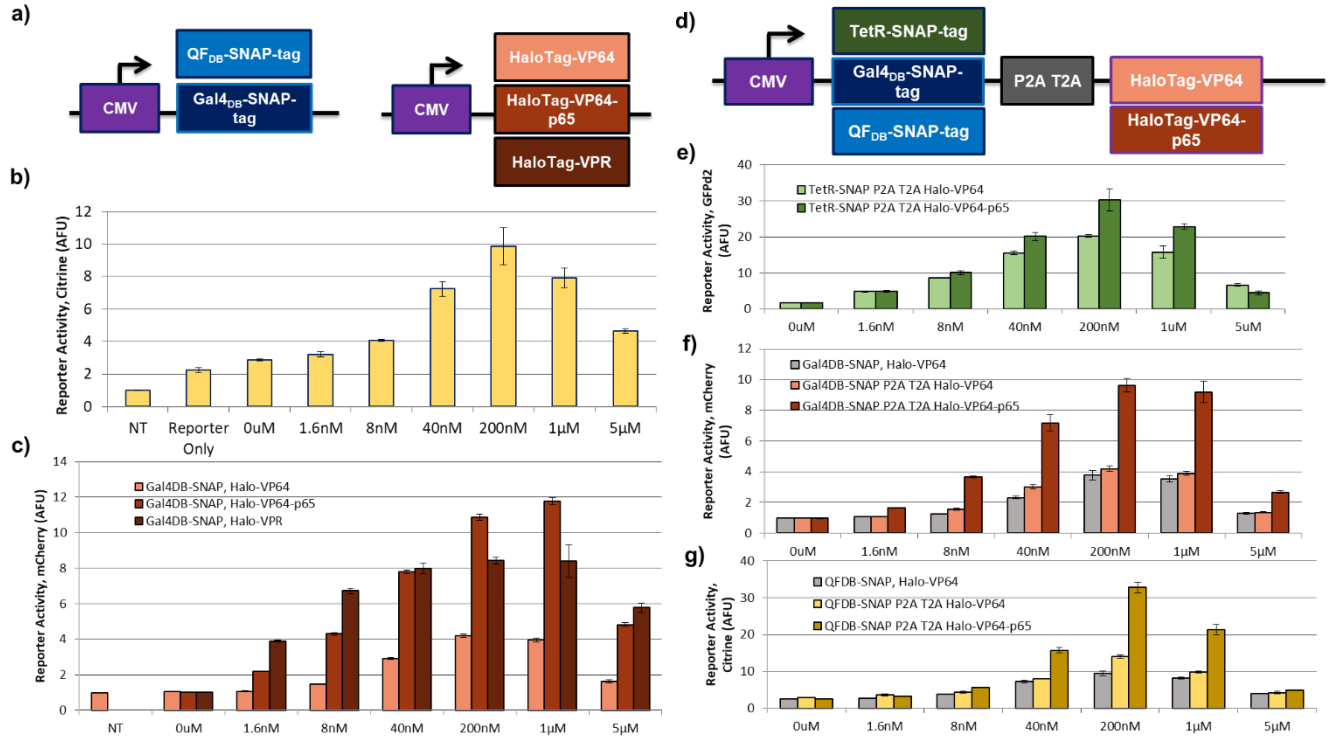 a)
CMV
QFDB-SNAP-tag
Gal4DB-SNAP-
tag
CMV
HaloTag-VP64
HaloTag-VP64-
p65
HaloTag-VPR
b)
Reporter Activity, Citrine (AFU)
12
10
8
6
4
2
0
NT
Reporter
Only
0uM
1.6nM
8nM
40nM
200nM
1µM
5µM
c)
Reporter Activity, mCherry (AFU)
14
12
10
8
6
4
2
0
Gal4DB-SNAP, Halo-VP64
Gal4DB-SNAP, Halo-VP64-p65
Gal4DB-SNAP, Halo-VPR
NT
0uM
1.6nM
8nM
40nM
200nM
1µM
5µM
d)
CMV
TetR-SNAP-tag
Gal4DB-SNAP-
tag
QFDB-SNAP-tag
P2A T2A
HaloTag-VP64
HaloTag-VP64-
p65
e)
Reporter Activity, GFPd2
(AFU)
40
30
20
10
0
TetR-SNAP P2A T2A Halo-VP64
TetR-SNAP P2A T2A Halo-VP64-p65
0uM
1.6nM
8nM
40nM
200nM
1uM
5uM
f)
Reporter Activity, mCherry
(AFU)
12
10
8
6
4
2
0
Gal4DB-SNAP, Halo-VP64
Gal4DB-SNAP P2A T2A Halo-VP64
Gal4DB-SNAP P2A T2A Halo-VP64-p65
0uM
1.6nM
8nM
40nM
200nM
1µM
5µM
g)
Reporter Activity,
Citrine (AFU)
40
30
20
10
0
QFDB-SNAP, Halo-VP64
QFDB-SNAP P2A T2A Halo-VP64
QFDB-SNAP P2A T2A Halo-VP64-p65
0uM
1.6nM
8nM
40nM
200nM
1µM
5µM